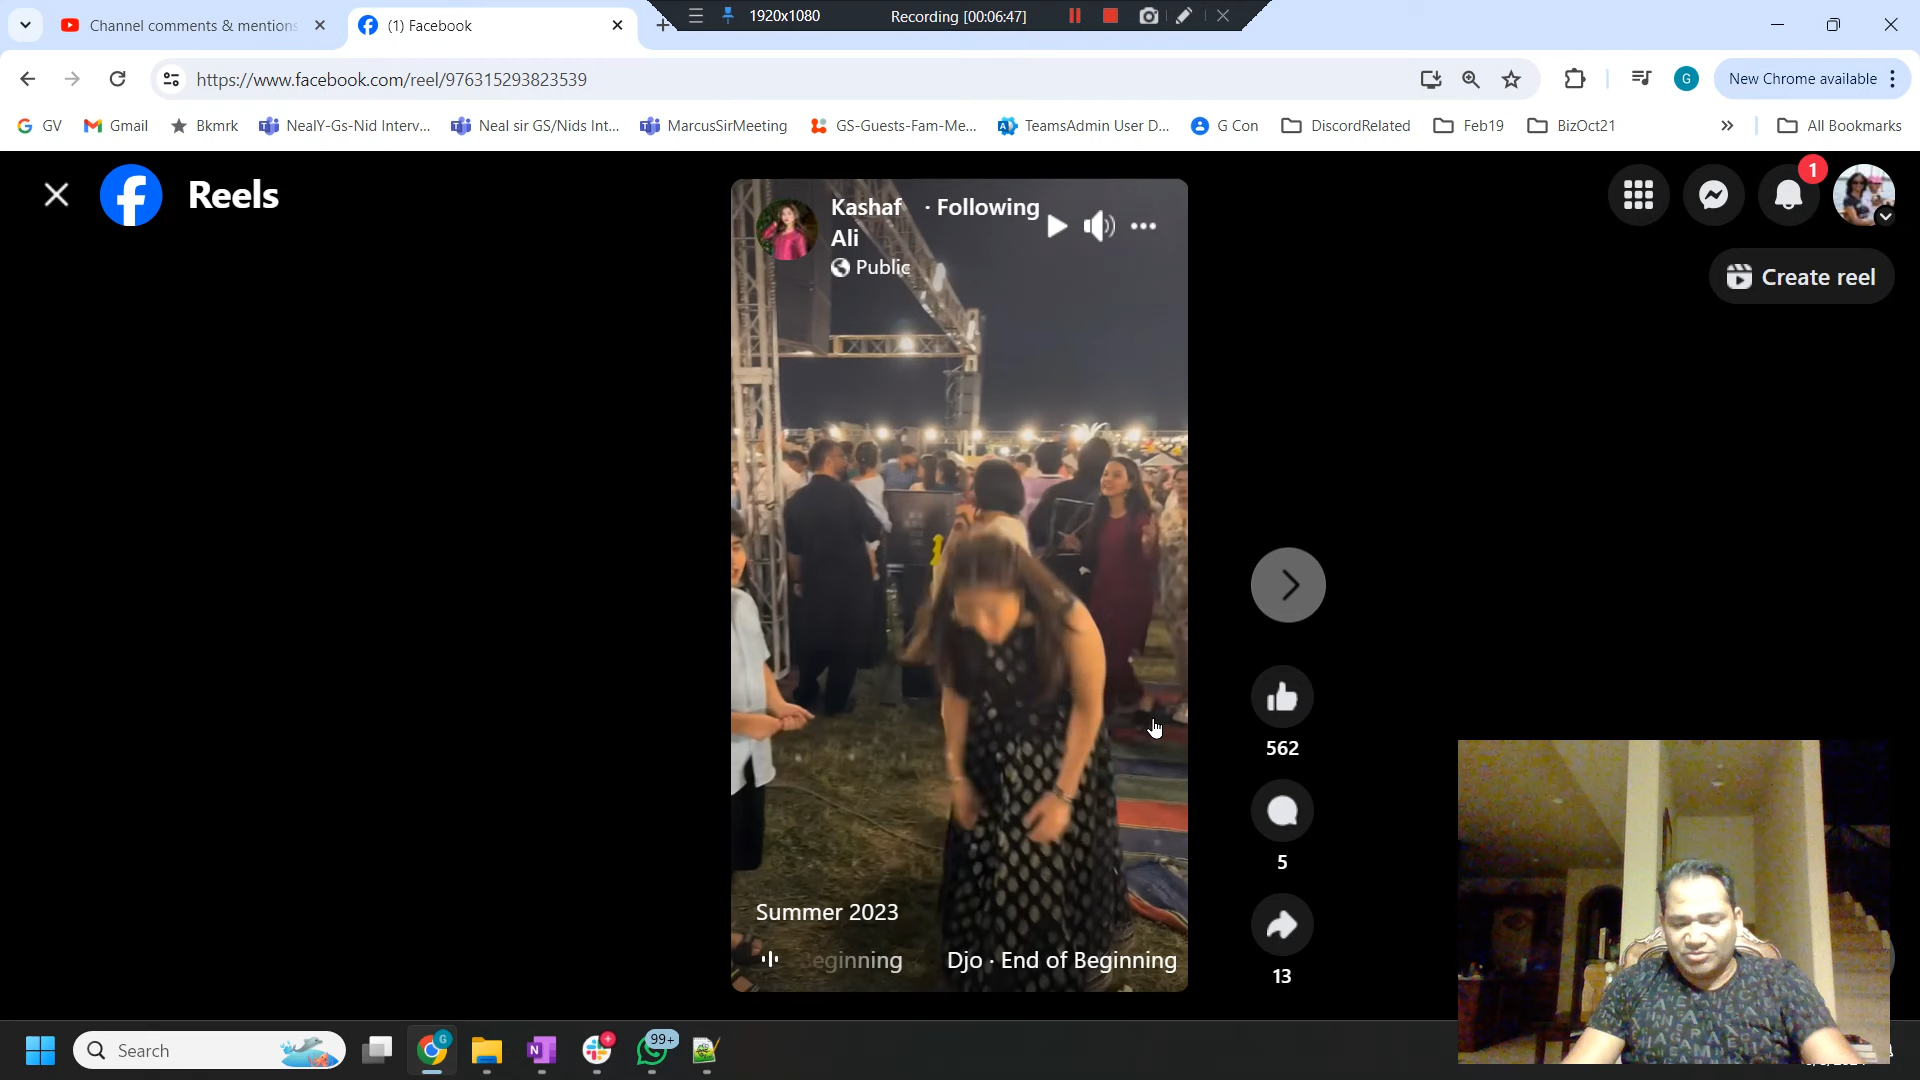 Channel comments & mentions
(1) Facebook
1920x1080
Recording [00:06:47]
https://www.facebook.com/reel/976315293823539
G
New Chrome available
GV
Gmail
Bkmrk
NealY-Gs-Nid Interv...
Neal sir GS/Nids Int...
MarcusSirMeeting
GS-Guests-Fam-Me...
TeamsAdmin User D...
G Con
DiscordRelated
Feb19
BizOct21
All Bookmarks
Reels
1
Create reel
Kashaf Ali · Following
Public
562
5
13
Summer 2023
Beginning
Djo · End of Beginning
Search
G
99+